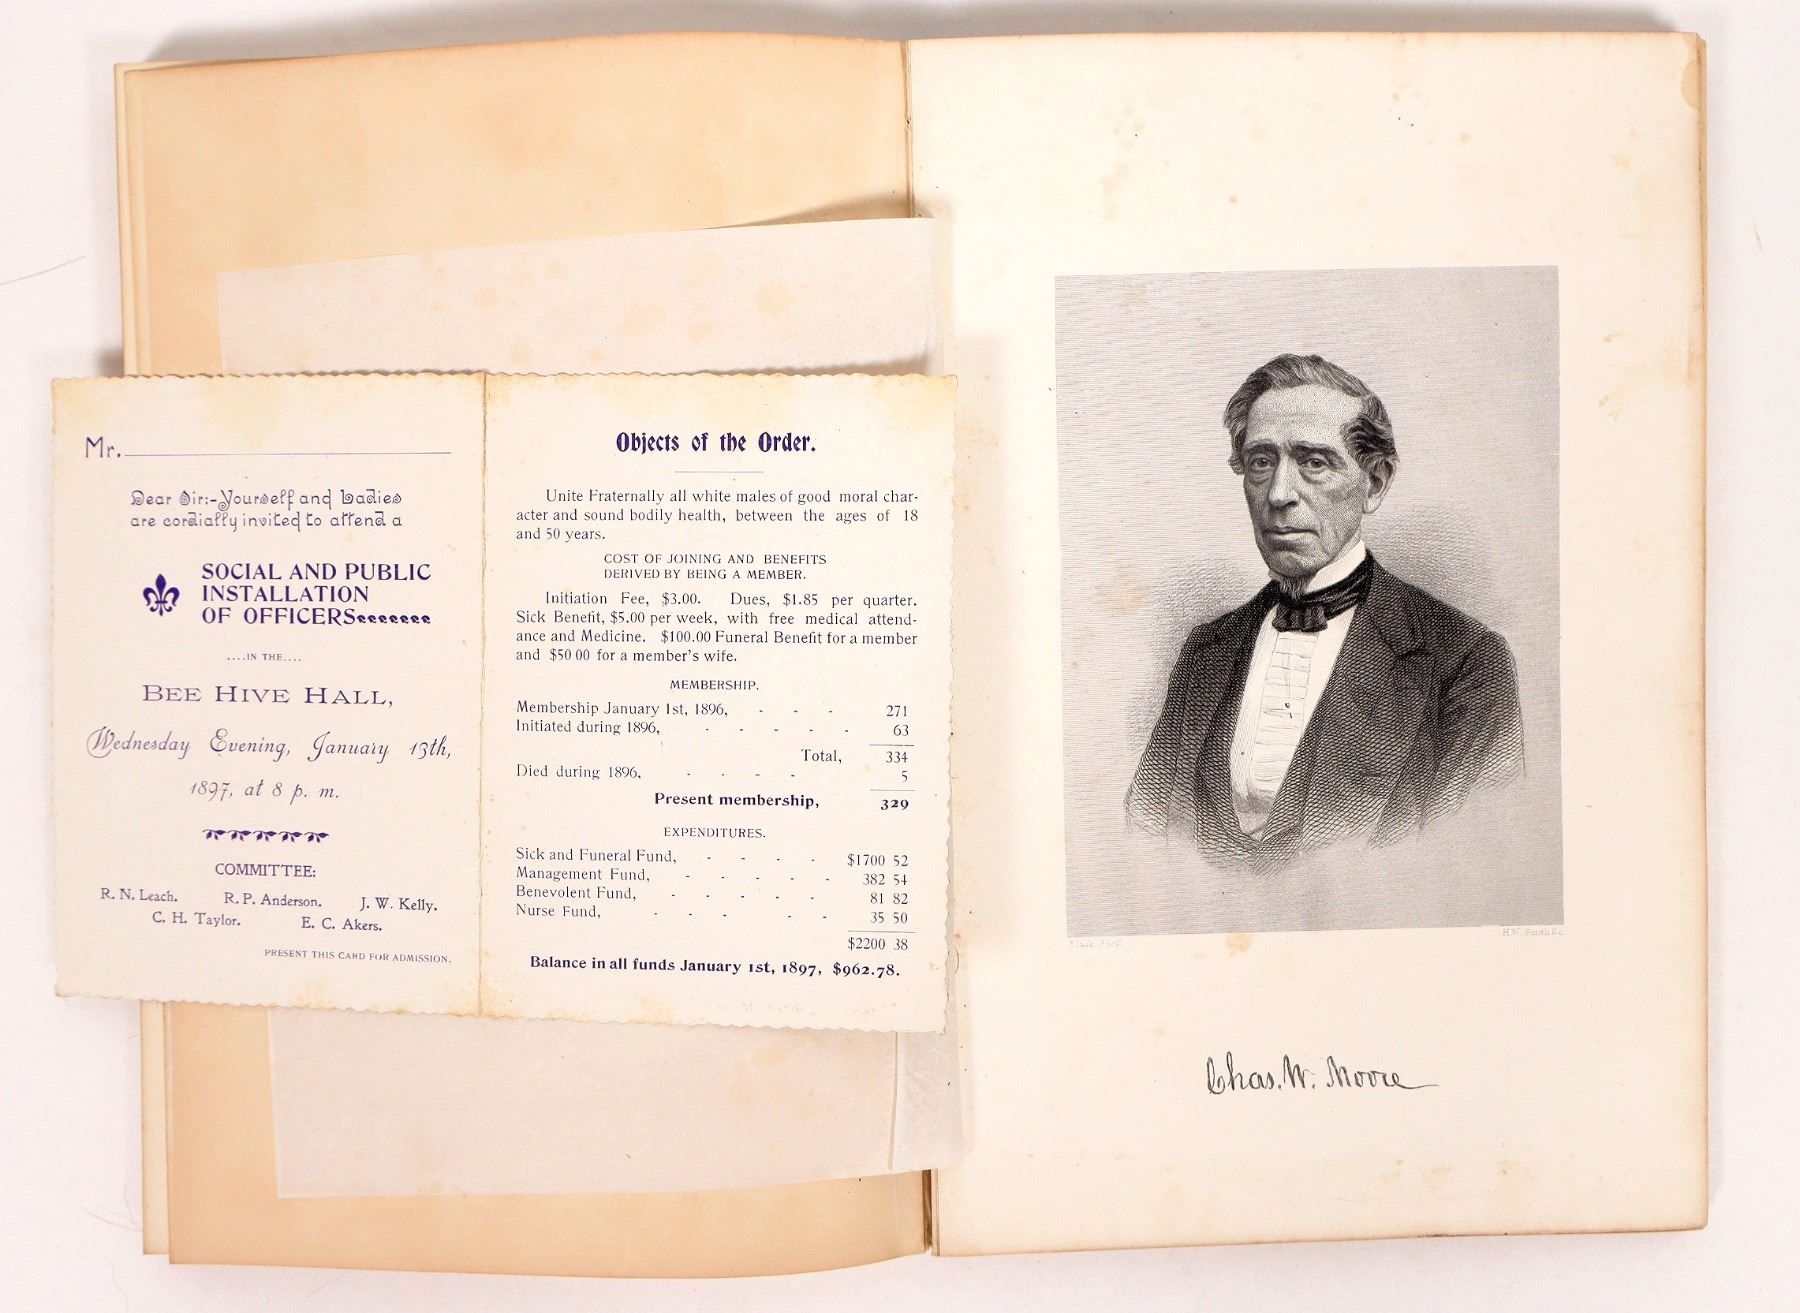 Mr.
Dear Sir:-Yourself and Ladies
are cordially invited to attend a
SOCIAL AND PUBLIC
INSTALLATION
OF OFFICERS
....IN THE....
BEE HIVE HALL,
Wednesday Evening, January 13th,
1897, at 8 p. m.
COMMITTEE:
R. N. Leach. R. P. Anderson. J. W. Kelly.
C. H. Taylor. E. C. Akers.
PRESENT THIS CARD FOR ADMISSION.
Objects of the Order.
Unite Fraternally all white males of good moral char-
acter and sound bodily health, between the ages of 18
and 50 years.
COST OF JOINING AND BENEFITS
DERIVED BY BEING A MEMBER.
Initiation Fee, $3.00. Dues, $1.85 per quarter.
Sick Benefit, $5.00 per week, with free medical attend-
ance and Medicine. $100.00 Funeral Benefit for a member
and $50 00 for a member's wife.
MEMBERSHIP.
Membership January 1st, 1896, - - - 271
Initiated during 1896, - - - - - 63
Total, 334
Died during 1896, - - - - 5
Present membership, 329
EXPENDITURES.
Sick and Funeral Fund, - - - - $1700 52
Management Fund, - - - - - 382 54
Benevolent Fund, - - - - - 81 82
Nurse Fund, - - - - - 35 50
$2200 38
Balance in all funds January 1st, 1897, $962.78.
H.W. Smith Sc
Chas. W. Moore